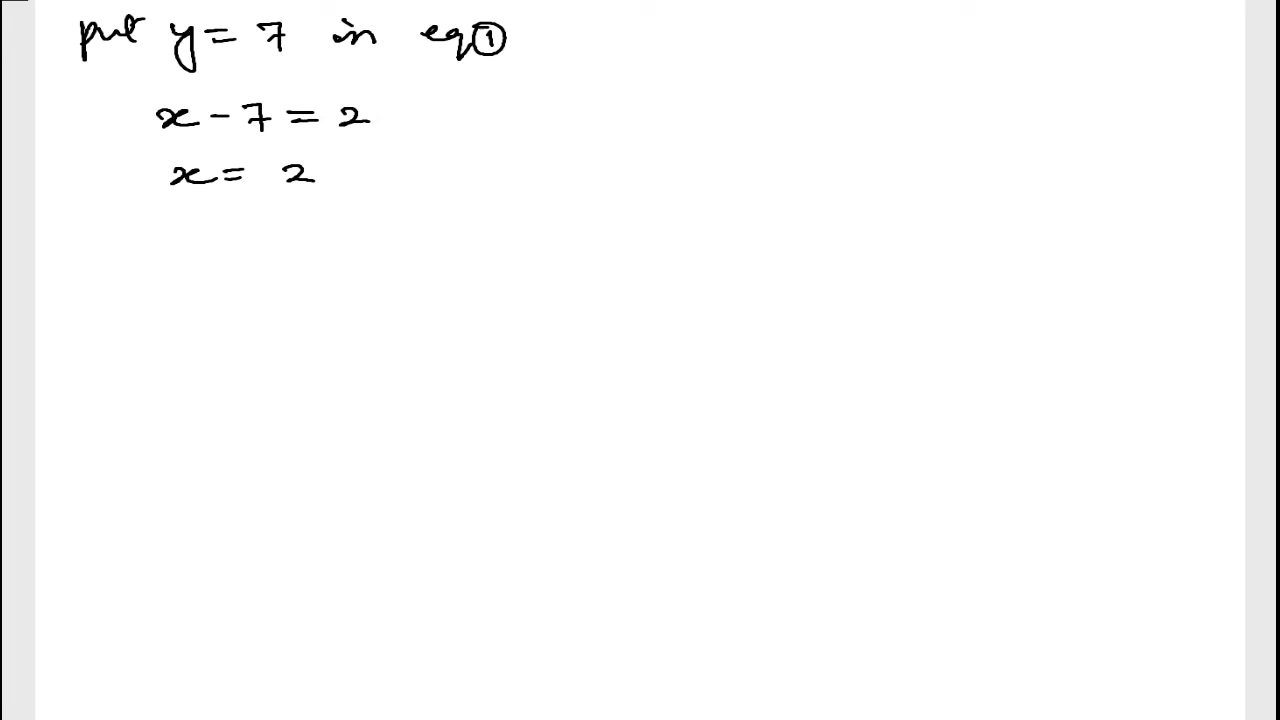 put y = 7 in eq①
x - 7 = 2
x = 2